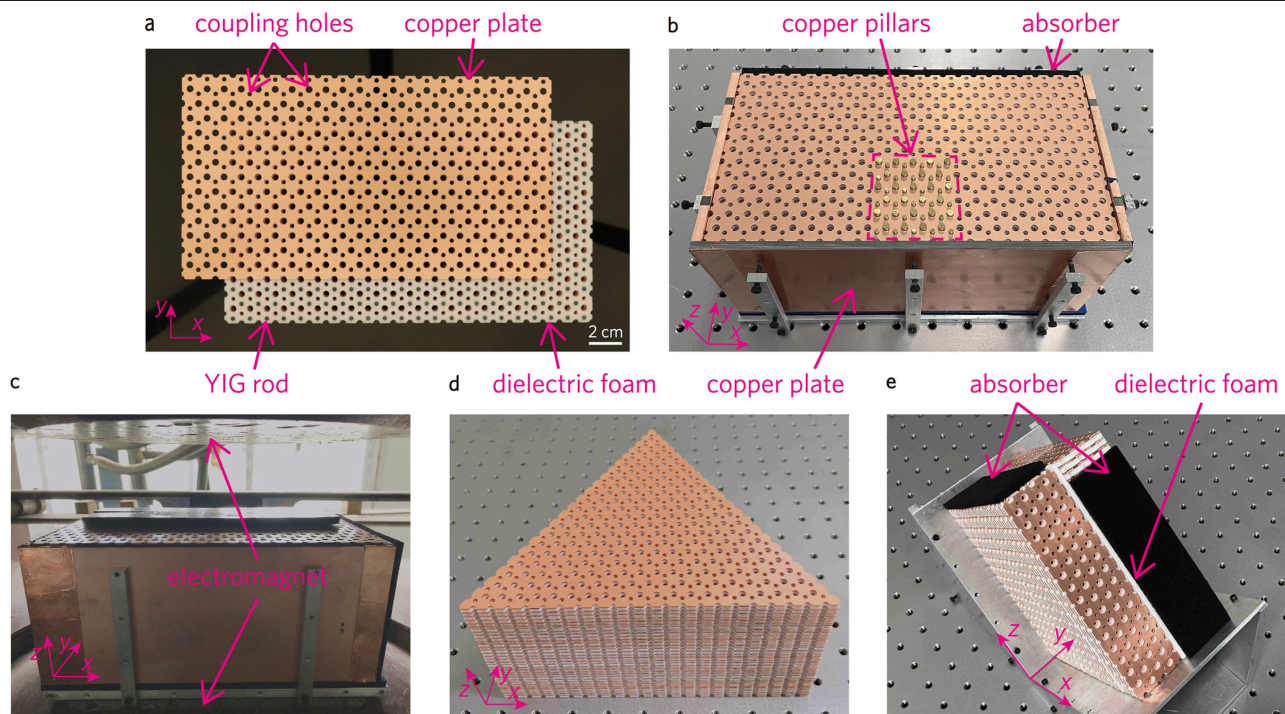 a
coupling holes
copper plate
y
x
2 cm
YIG rod
dielectric foam
b
copper pillars
absorber
z
y
x
copper plate
c
electromagnet
z
y
x
d
z
y
x
e
absorber
dielectric foam
z
y
x